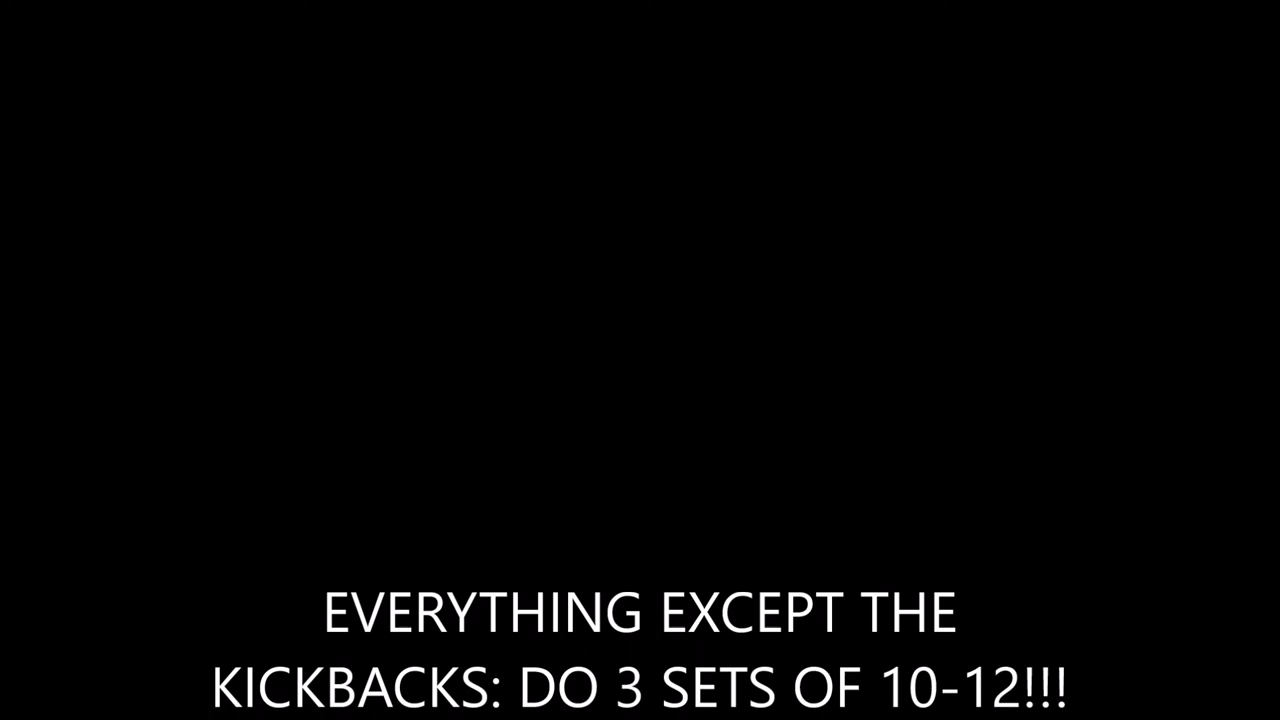 EVERYTHING EXCEPT THE
KICKBACKS: DO 3 SETS OF 10-12!!!